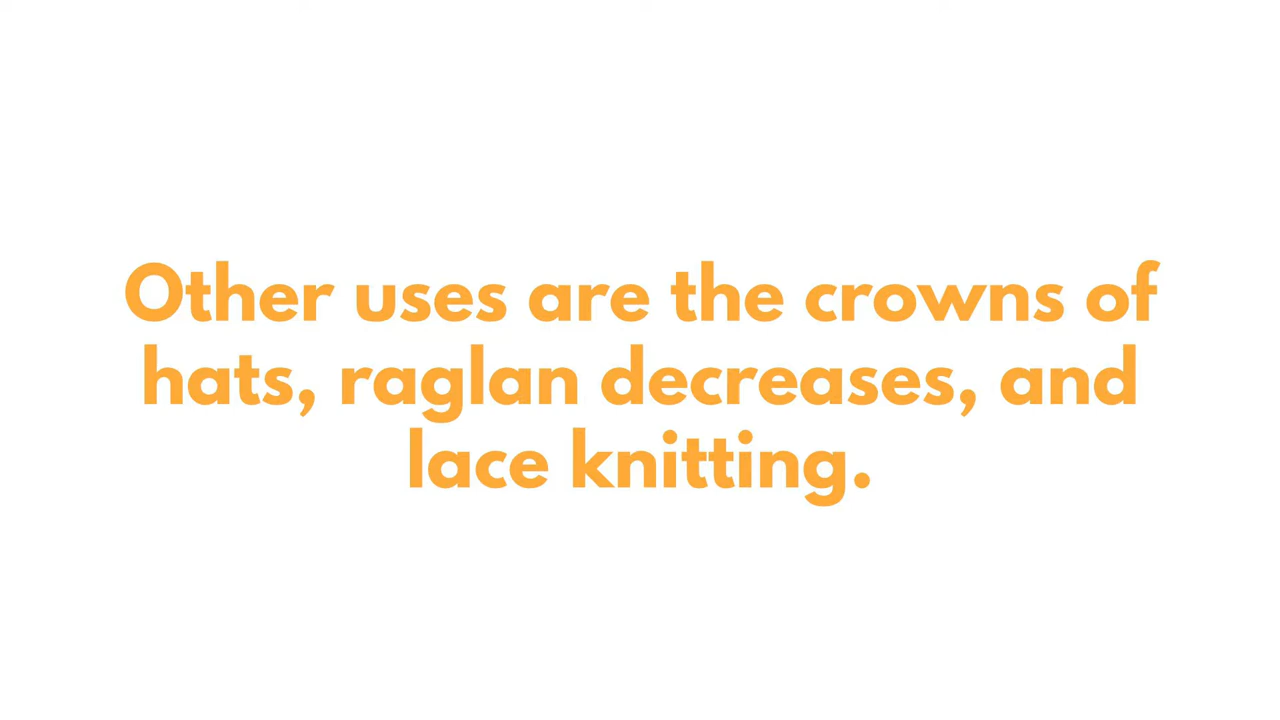 Other uses are the crowns of
hats, raglan decreases, and
lace knitting.